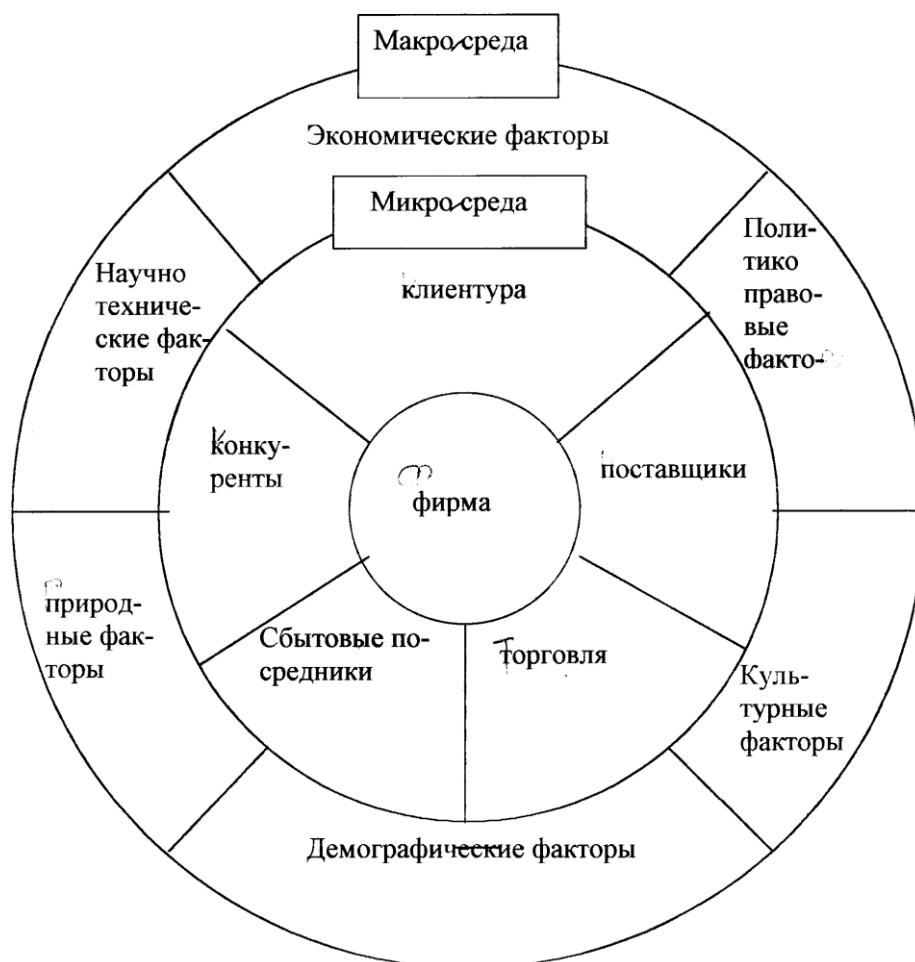 Макро-среда
Экономические факторы
Микро-среда
Поли-
тико
право-
вые
факто-
Научно
техниче-
ские фак-
торы
клиентура
конку-
ренты
поставщики
фирма
природ-
ные фак-
торы
Сбытовые по-
средники
Торговля
Куль-
турные
факторы
Демографические факторы